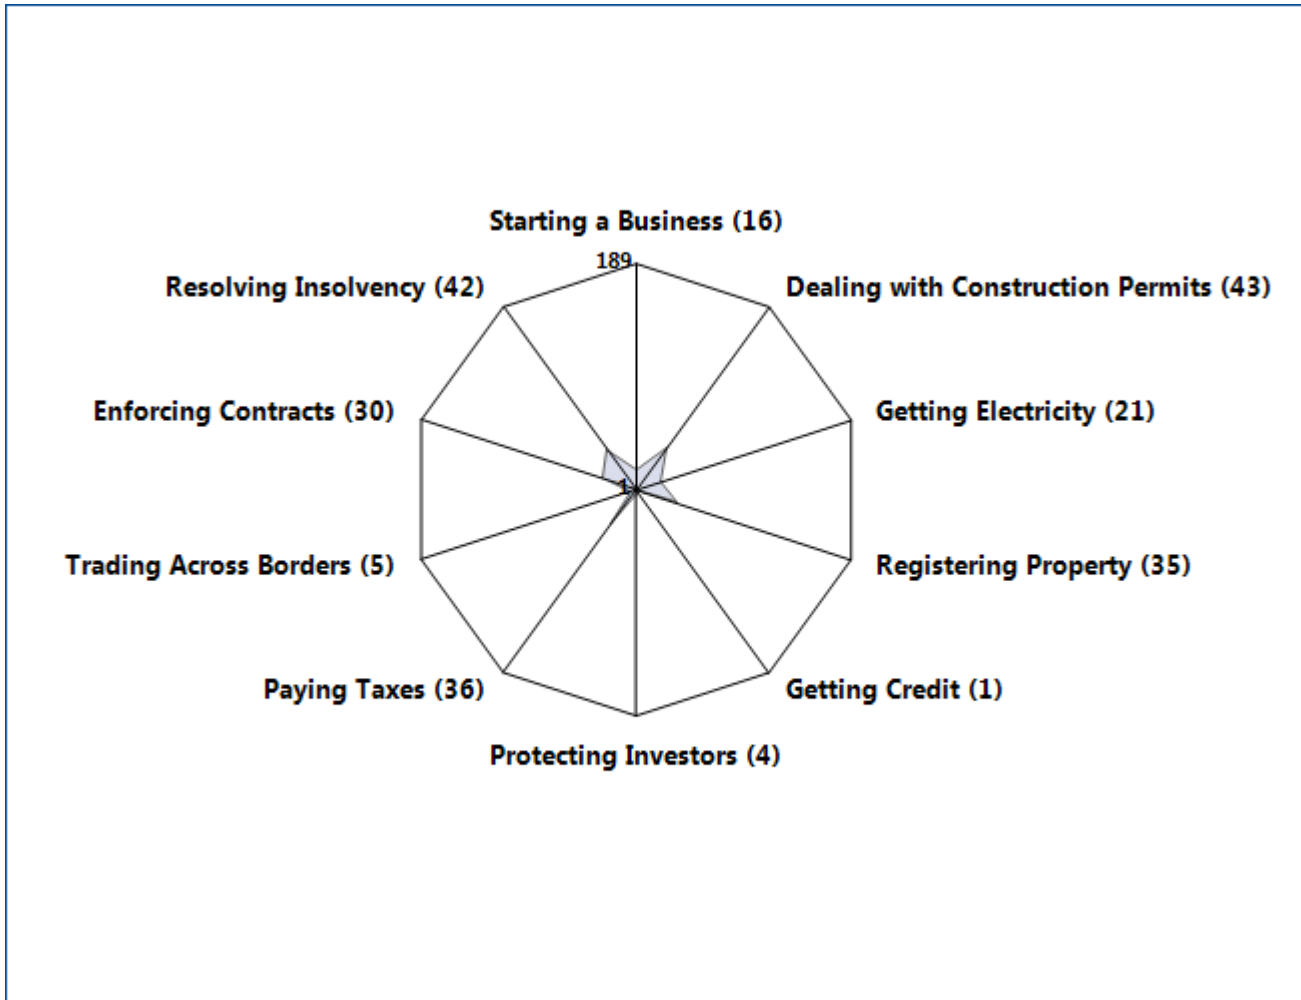 Starting a Business (16)
189
Resolving Insolvency (42)
Dealing with Construction Permits (43)
Enforcing Contracts (30)
Getting Electricity (21)
1
Trading Across Borders (5)
Registering Property (35)
Paying Taxes (36)
Getting Credit (1)
Protecting Investors (4)